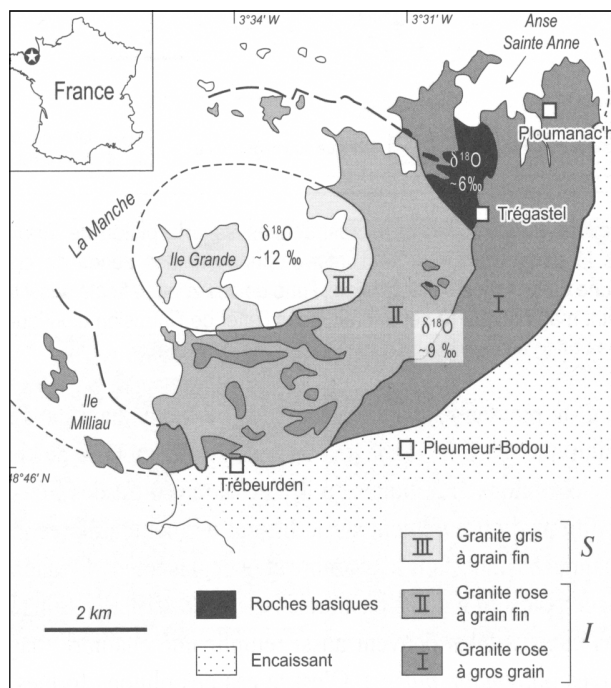 3°34′ W
3°31′ W
Anse
Sainte Anne
France
Ploumanac'h
δ¹⁸O
~6‰
Trégastel
La Manche
δ¹⁸O
~12 ‰
Ile Grande
III
I
II
δ¹⁸O
~9 ‰
Ile
Milliau
Pleumeur-Bodou
48°46′ N
Trébeurden
III
Granite gris
à grain fin
S
II
Granite rose
à grain fin
I
2 km
Roches basiques
Encaissant
I
Granite rose
à gros grain